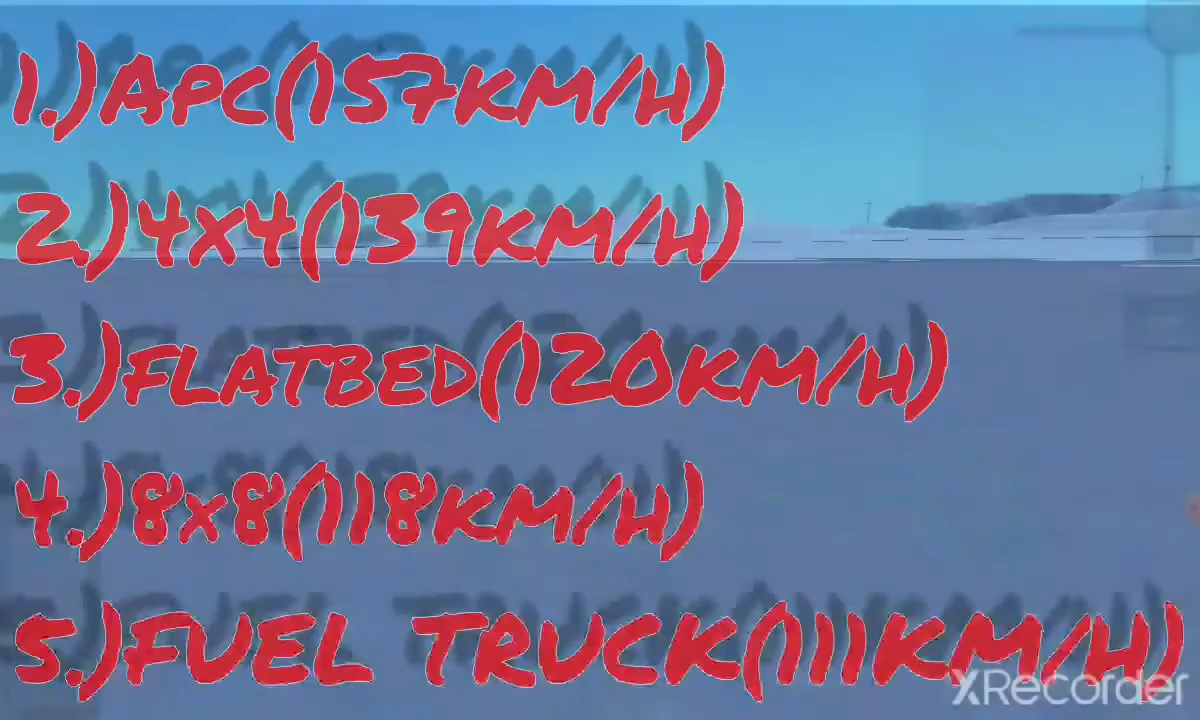 1.)APC(157KM/H)
2.)4X4(139KM/H)
3.)FLATBED(120KM/H)
4.)8X8(118KM/H)
5.)FUEL TRUCK(111KM/H)
XRecorder